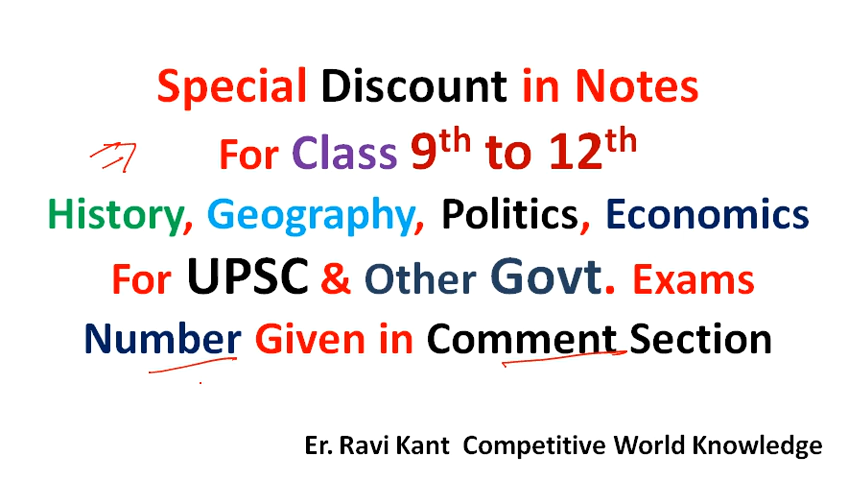 Special Discount in Notes
For Class 9th to 12th
History, Geography, Politics, Economics
For UPSC & Other Govt. Exams
Number Given in Comment Section
Er. Ravi Kant Competitive World Knowledge